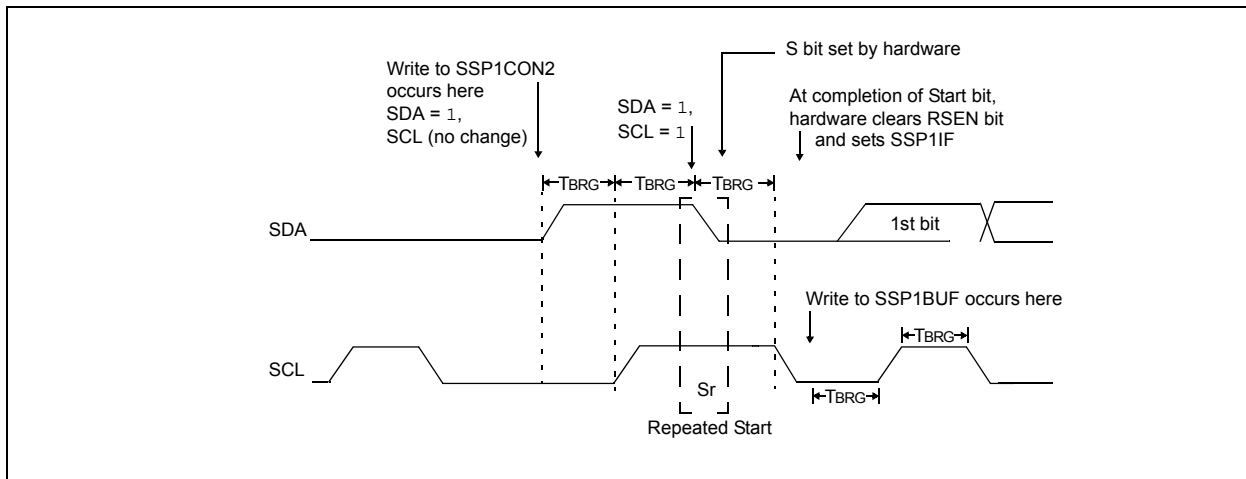 S bit set by hardware
Write to SSP1CON2
occurs here
SDA = 1,
SCL (no change)
SDA = 1,
SCL = 1
At completion of Start bit,
hardware clears RSEN bit
and sets SSP1IF
TBRG
TBRG
TBRG
SDA
1st bit
Write to SSP1BUF occurs here
TBRG
SCL
Sr
TBRG
Repeated Start